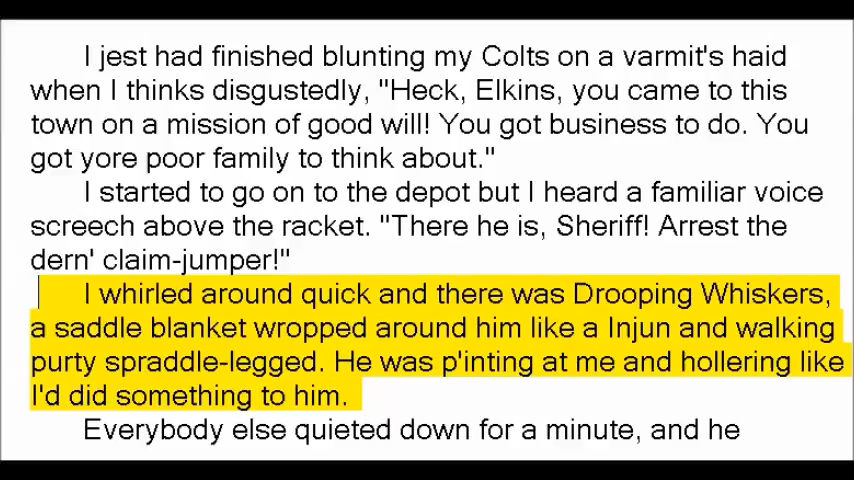 I jest had finished blunting my Colts on a varmit's haid
when I thinks disgustedly, "Heck, Elkins, you came to this
town on a mission of good will! You got business to do. You
got yore poor family to think about."
I started to go on to the depot but I heard a familiar voice
screech above the racket. "There he is, Sheriff! Arrest the
dern' claim-jumper!"
I whirled around quick and there was Drooping Whiskers,
a saddle blanket wropped around him like a Injun and walking
purty spraddle-legged. He was p'inting at me and hollering like
I'd did something to him.
Everybody else quieted down for a minute, and he